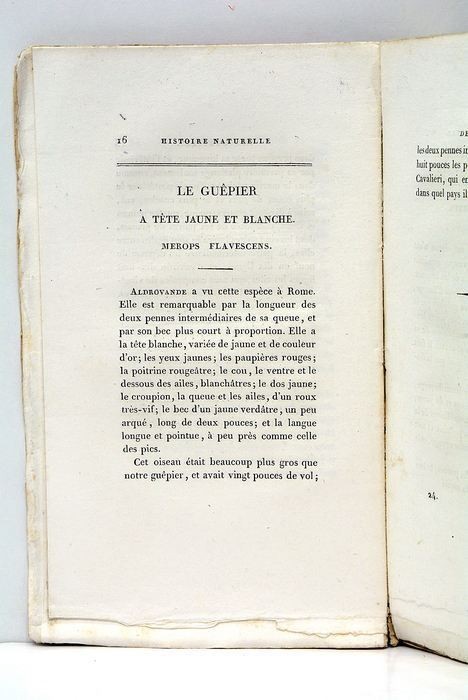 16 HISTOIRE NATURELLE
LE GUÊPIER
A TÊTE JAUNE ET BLANCHE.
MEROPS FLAVESCENS.
ALDROVANDE a vu cette espèce à Rome.
Elle est remarquable par la longueur des
deux pennes intermédiaires de sa queue, et
par son bec plus court à proportion. Elle a
la tête blanche, variée de jaune et de couleur
d'or; les yeux jaunes; les paupières rouges;
la poitrine rougeâtre; le cou, le ventre et le
dessous des ailes, blanchâtres; le dos jaune;
le croupion, la queue et les ailes, d'un roux
très-vif; le bec d'un jaune verdâtre, un peu
arqué, long de deux pouces; et la langue
longue et pointue, à peu près comme celle
des pics.
Cet oiseau était beaucoup plus gros que
notre guêpier, et avait vingt pouces de vol;
les deux pennes
huit pouces les
Cavalieri, qui
dans quel pays
24.